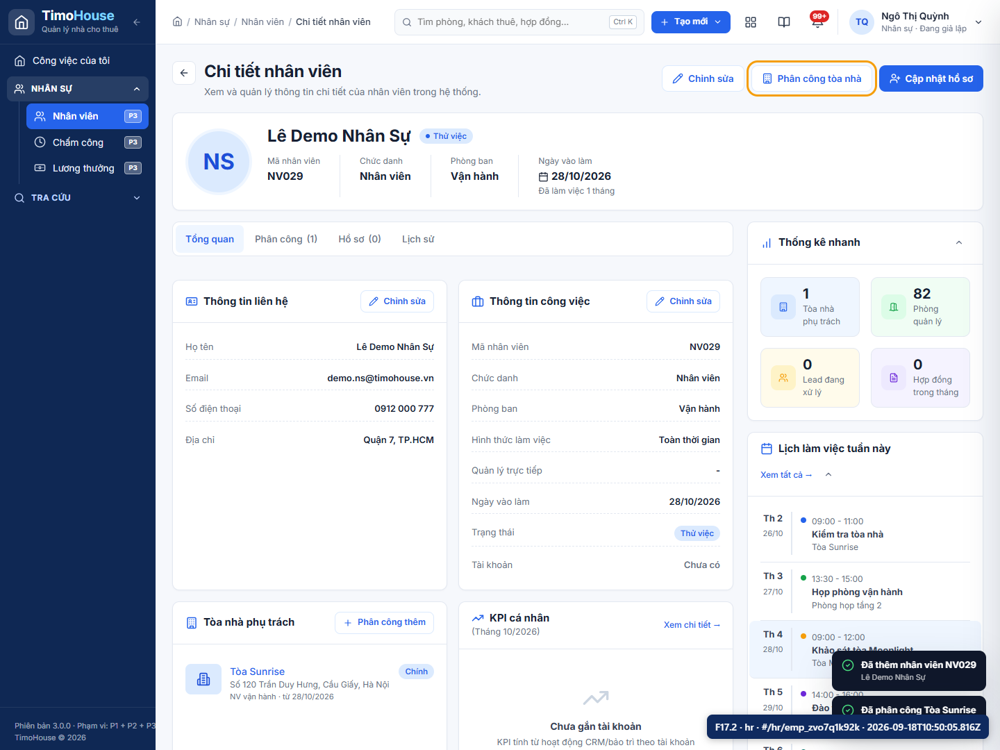 TimoHouse
Quản lý nhà cho thuê
Công việc của tôi
NHÂN SỰ
Nhân viên P3
Chấm công P3
Lương thưởng P3
TRA CỨU
Phiên bản 3.0.0 · Phạm vi: P1 + P2 + P3
TimoHouse © 2026
/ Nhân sự / Nhân viên / Chi tiết nhân viên
Tìm phòng, khách thuê, hợp đồng... Ctrl K
Tạo mới
99+
TQ
Ngô Thị Quỳnh
Nhân sự · Đang giả lập
Chi tiết nhân viên
Xem và quản lý thông tin chi tiết của nhân viên trong hệ thống.
Chỉnh sửa
Phân công tòa nhà
Cập nhật hồ sơ
NS
Lê Demo Nhân Sự
Thử việc
Mã nhân viên
NV029
Chức danh
Nhân viên
Phòng ban
Vận hành
Ngày vào làm
28/10/2026
Đã làm việc 1 tháng
Tổng quan
Phân công (1)
Hồ sơ (0)
Lịch sử
Thông tin liên hệ
Chỉnh sửa
Họ tên Lê Demo Nhân Sự
Email demo.ns@timohouse.vn
Số điện thoại 0912 000 777
Địa chỉ Quận 7, TP.HCM
Thông tin công việc
Chỉnh sửa
Mã nhân viên NV029
Chức danh Nhân viên
Phòng ban Vận hành
Hình thức làm việc Toàn thời gian
Quản lý trực tiếp -
Ngày vào làm 28/10/2026
Trạng thái Thử việc
Tài khoản Chưa có
Tòa nhà phụ trách
Phân công thêm
Tòa Sunrise Chính
Số 120 Trần Duy Hưng, Cầu Giấy, Hà Nội
NV vận hành · từ 28/10/2026
KPI cá nhân
(Tháng 10/2026)
Xem chi tiết →
Chưa gắn tài khoản
KPI tính từ hoạt động CRM/bảo trì theo tài khoản
Thống kê nhanh
1
Tòa nhà
phụ trách
82
Phòng
quản lý
0
Lead đang
xử lý
0
Hợp đồng
trong tháng
Lịch làm việc tuần này
Xem tất cả →
Th 2
26/10
09:00 - 11:00
Kiểm tra tòa nhà
Tòa Sunrise
Th 3
27/10
13:30 - 15:00
Họp phòng vận hành
Phòng họp tầng 2
Th 4
28/10
09:00 - 12:00
Khảo sát tòa Moonlight
Tòa
Th 5
29/10
14:00 - 16:00
Đào
Th 6
Đã thêm nhân viên NV029
Lê Demo Nhân Sự
Đã phân công Tòa Sunrise
F17.2 · hr · #/hr/emp_zvo7q1k92k · 2026-09-18T10:50:05.816Z